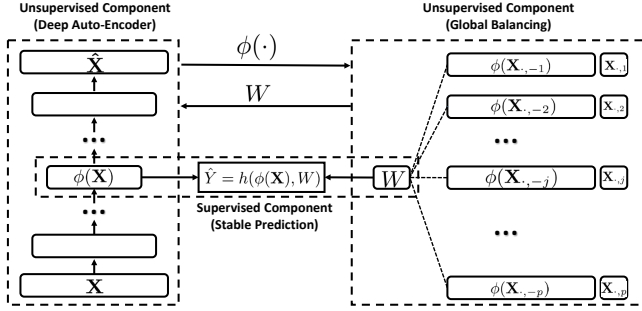 Unsupervised Component
(Deep Auto-Encoder)
X̂
...
ϕ(X)
...
X
ϕ(·)
W
Ŷ = h(ϕ(X), W)
Supervised Component
(Stable Prediction)
Unsupervised Component
(Global Balancing)
W
ϕ(X.,−1) X.,1
ϕ(X.,−2) X.,2
...
ϕ(X.,−j) X.,j
...
ϕ(X.,−p) X.,p